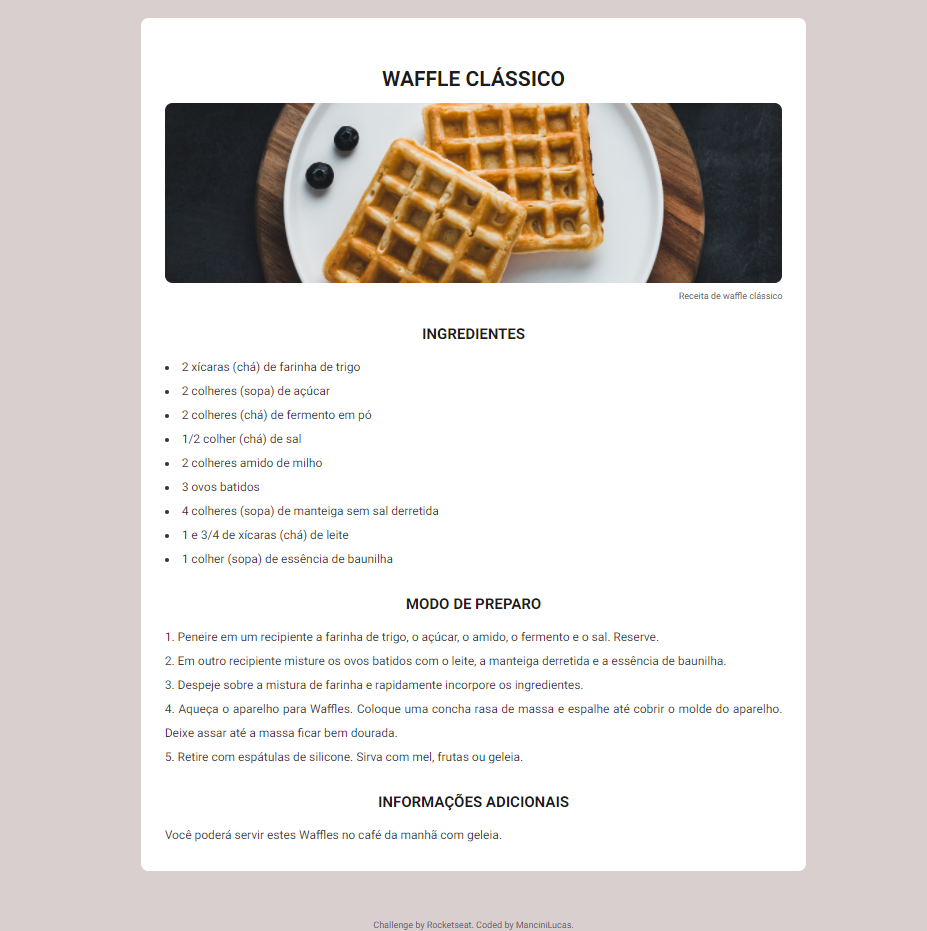 WAFFLE CLÁSSICO
Receita de waffle clássico
INGREDIENTES
• 2 xícaras (chá) de farinha de trigo
• 2 colheres (sopa) de açúcar
• 2 colheres (chá) de fermento em pó
• 1/2 colher (chá) de sal
• 2 colheres amido de milho
• 3 ovos batidos
• 4 colheres (sopa) de manteiga sem sal derretida
• 1 e 3/4 de xícaras (chá) de leite
• 1 colher (sopa) de essência de baunilha
MODO DE PREPARO
1. Peneire em um recipiente a farinha de trigo, o açúcar, o amido, o fermento e o sal. Reserve.
2. Em outro recipiente misture os ovos batidos com o leite, a manteiga derretida e a essência de baunilha.
3. Despeje sobre a mistura de farinha e rapidamente incorpore os ingredientes.
4. Aqueça o aparelho para Waffles. Coloque uma concha rasa de massa e espalhe até cobrir o molde do aparelho.
Deixe assar até a massa ficar bem dourada.
5. Retire com espátulas de silicone. Sirva com mel, frutas ou geleia.
INFORMAÇÕES ADICIONAIS
Você poderá servir estes Waffles no café da manhã com geleia.
Challenge by Rocketseat. Coded by ManciniLucas.